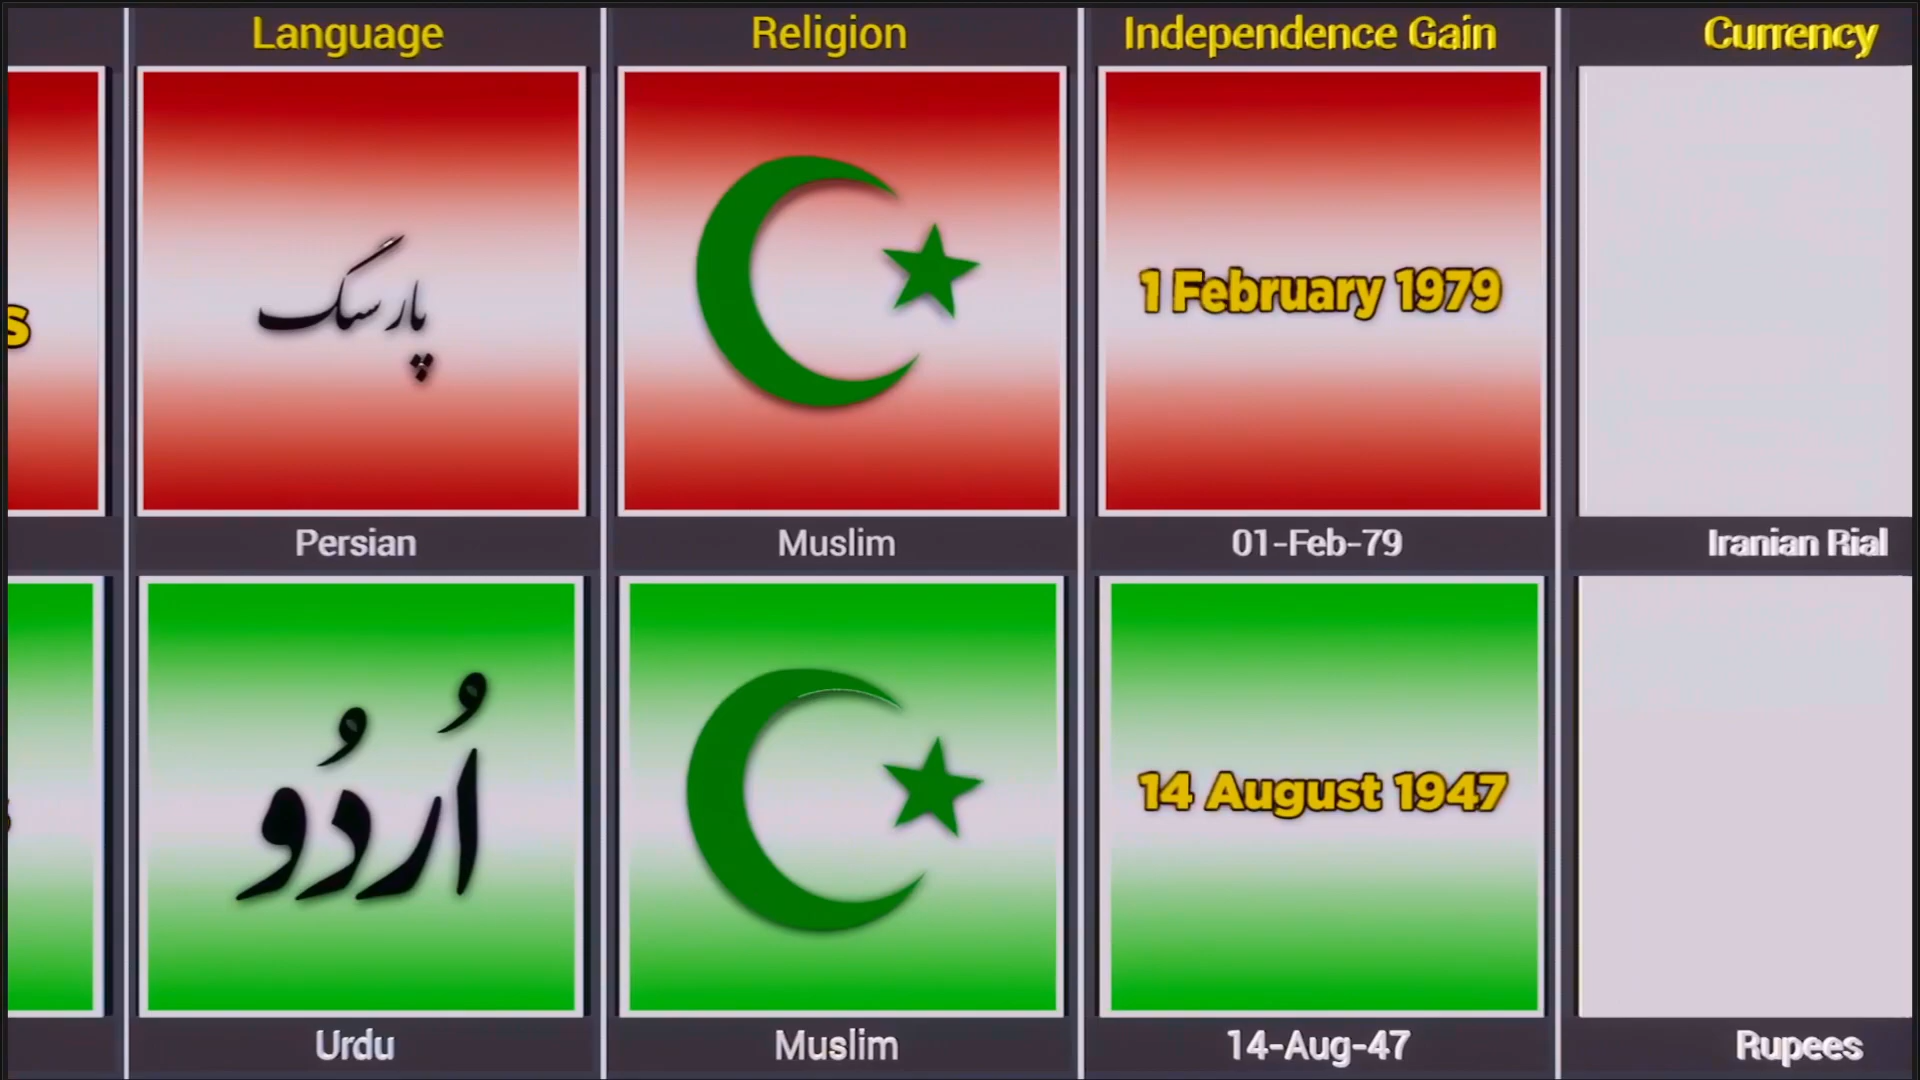 Language
Religion
Independence Gain
Currency
s
پارسک
1 February 1979
Persian
Muslim
01-Feb-79
Iranian Rial
اُردُو
14 August 1947
Urdu
Muslim
14-Aug-47
Rupees